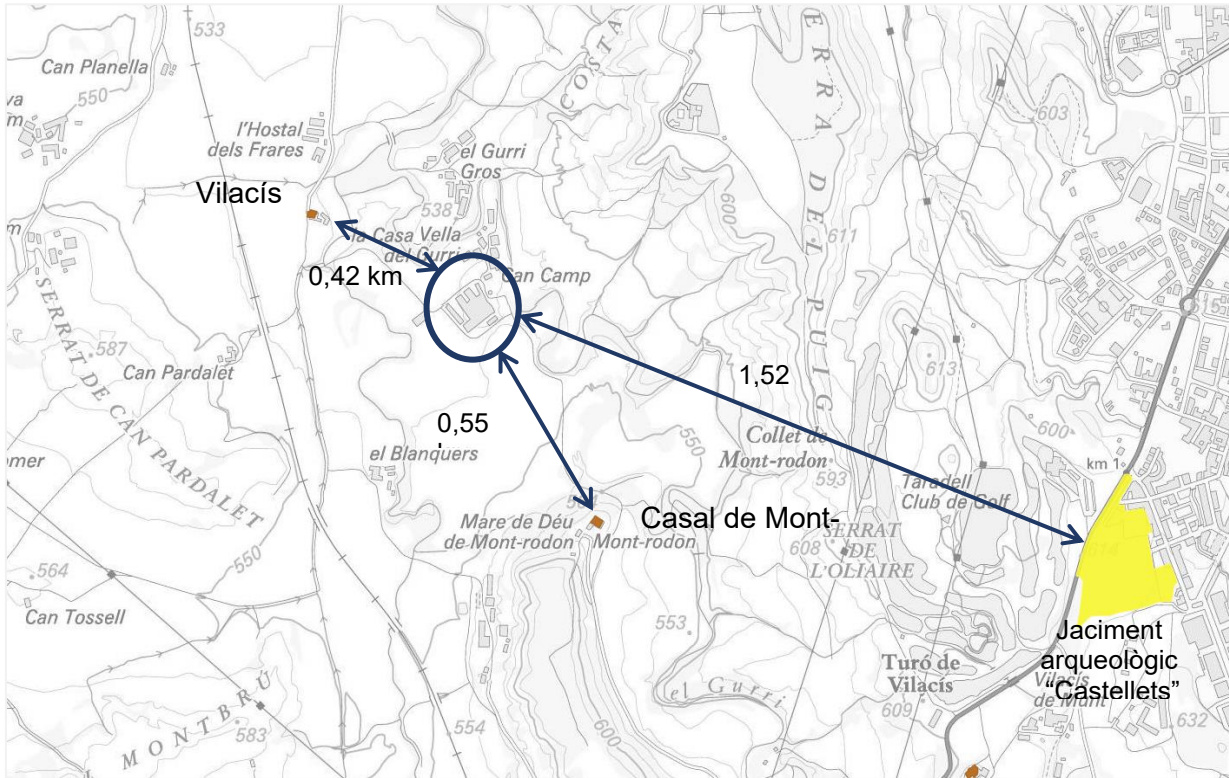 533
Can Planella
550
l'Hostal
dels Frares
el Gurri
Gros
COSTA
ERRA DEL PUIG
603
600
611
615
Vilacís
538
la Casa Vella
del Gurri
Can Camp
0,42 km
SERRAT DE CAN PARDALET
587
Can Pardalet
1,52
613
0,55
el Blanquers
550
Collet de
Mont-rodon
593
600
km 1
Taradell
Club de Golf
Casal de Mont-
Mare de Déu
de Mont-rodon
Mont-rodon
608
SERRAT
DE
L'OLIAIRE
614
550
564
Can Tossell
553
Jaciment
arqueològic
“Castellets”
Turó de
Vilacís
609
Vilacís
de Munt
632
el Gurri
MONTBRÚ
583
554
600